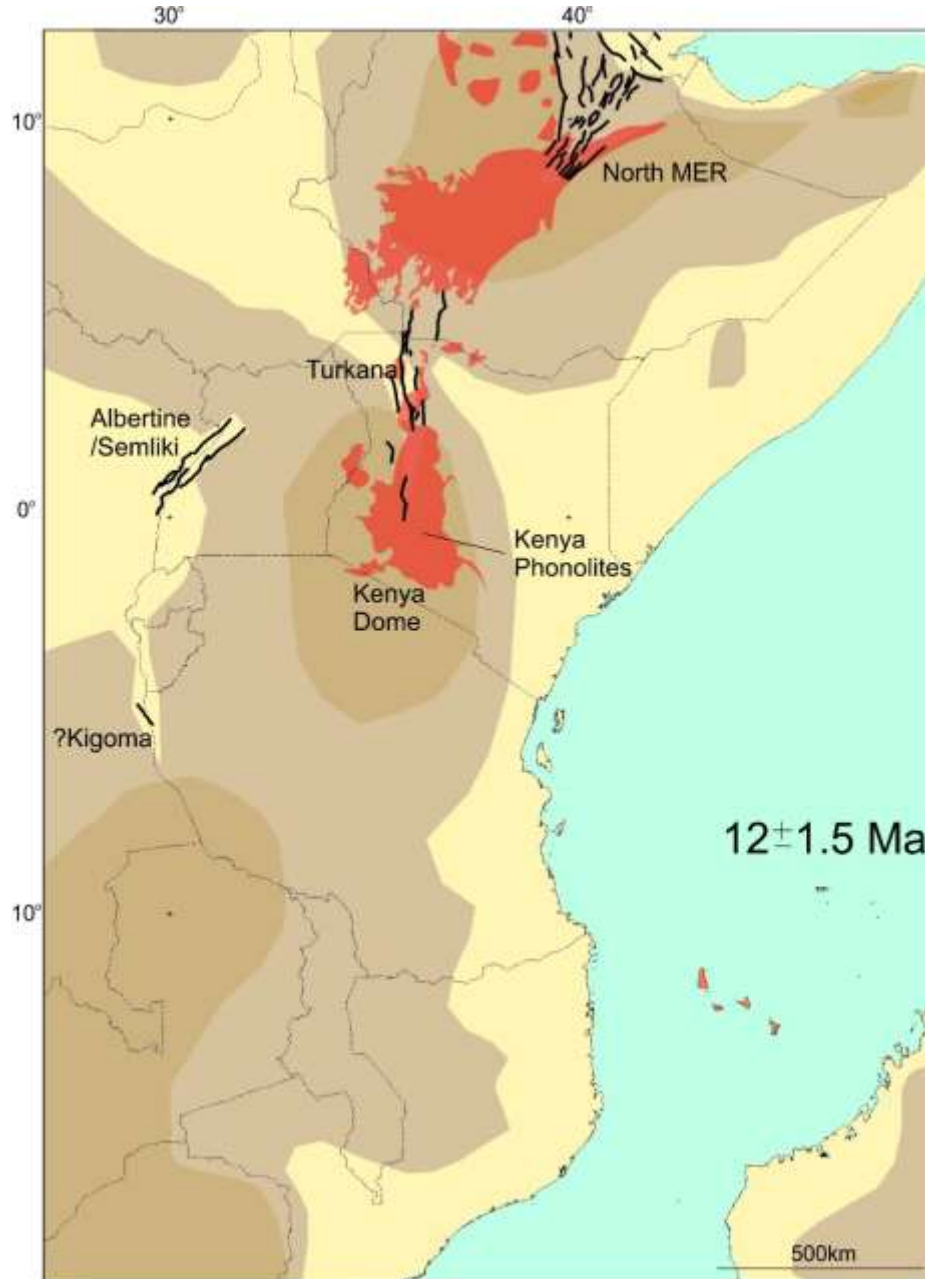 30°
40°
10°
North MER
Turkana
Albertine
/Semliki
0°
Kenya
Phonolites
Kenya
Dome
?Kigoma
12±1.5 Ma
10°
500km